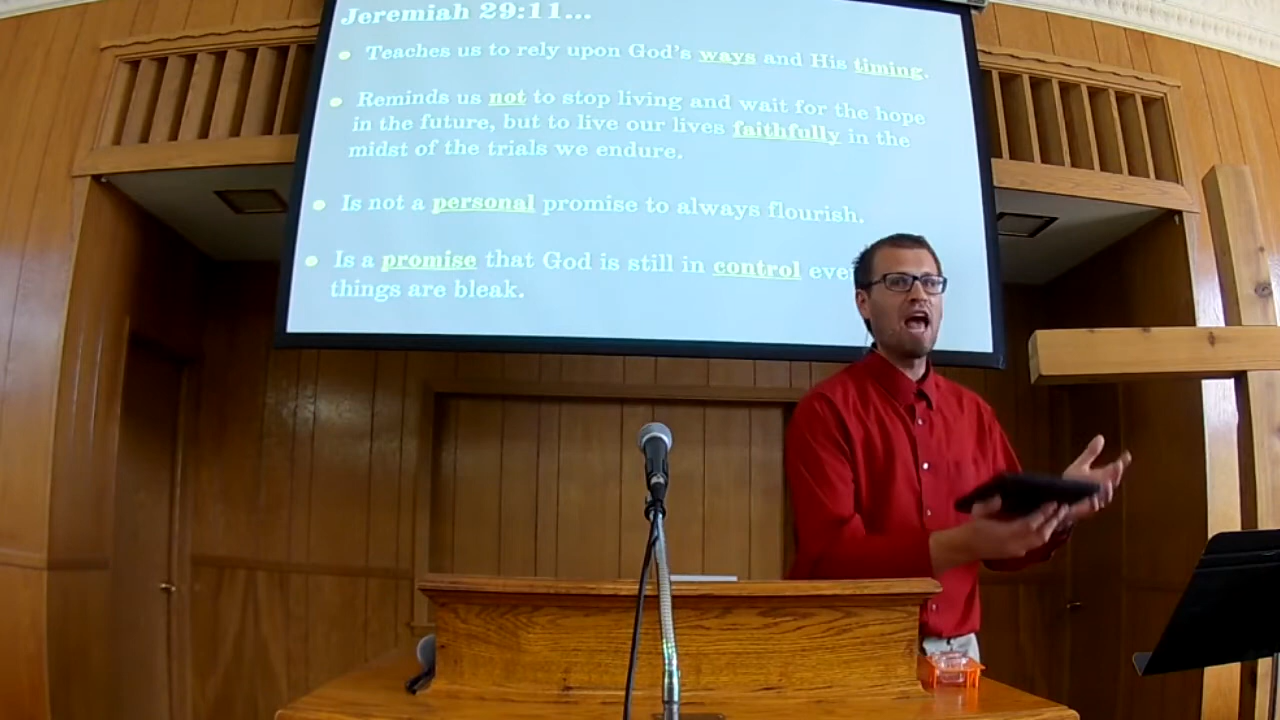 Jeremiah 29:11...
• Teaches us to rely upon God's ways and His timing.
• Reminds us not to stop living and wait for the hope
in the future, but to live our lives faithfully in the
midst of the trials we endure.
• Is not a personal promise to always flourish.
• Is a promise that God is still in control eve
things are bleak.